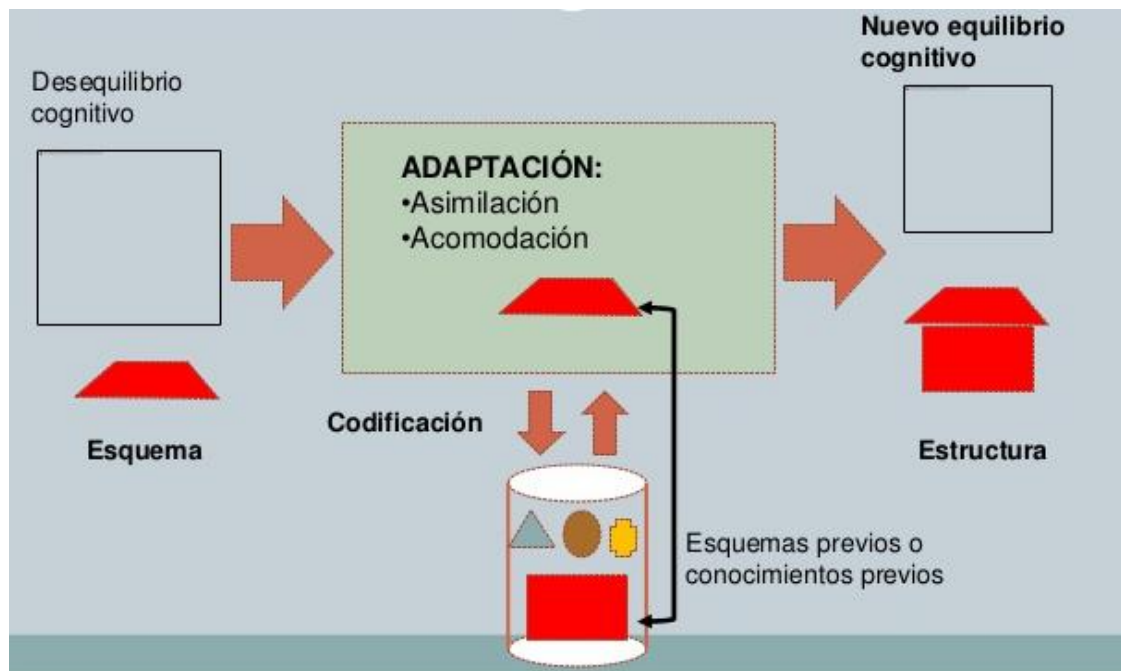 Desequilibrio
cognitivo
Esquema
ADAPTACIÓN:
•Asimilación
•Acomodación
Codificación
Esquemas previos o
conocimientos previos
Nuevo equilibrio
cognitivo
Estructura